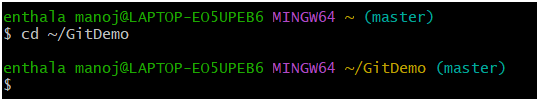 enthala manoj@LAPTOP-EO5UPEB6 MINGW64 ~ (master)
$ cd ~/GitDemo
enthala manoj@LAPTOP-EO5UPEB6 MINGW64 ~/GitDemo (master)
$